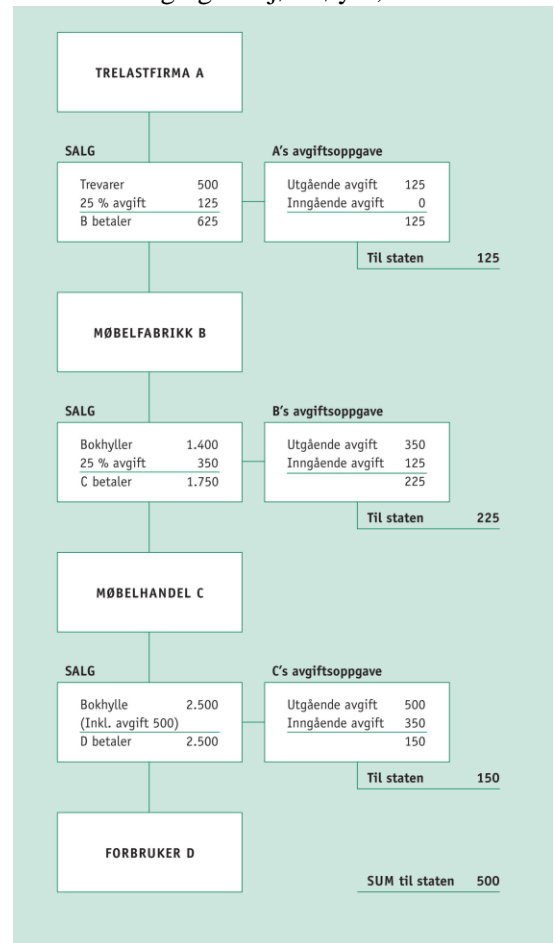 TRELASTFIRMA A
SALG
Trevarer 500
25 % avgift 125
B betaler 625
A's avgiftsoppgave
Utgående avgift 125
Inngående avgift 0
125
Til staten 125
MØBELFABRIKK B
SALG
Bokhyller 1.400
25 % avgift 350
C betaler 1.750
B's avgiftsoppgave
Utgående avgift 350
Inngående avgift 125
225
Til staten 225
MØBELHANDEL C
SALG
Bokhylle 2.500
(Inkl. avgift 500)
D betaler 2.500
C's avgiftsoppgave
Utgående avgift 500
Inngående avgift 350
150
Til staten 150
FORBRUKER D
SUM til staten 500